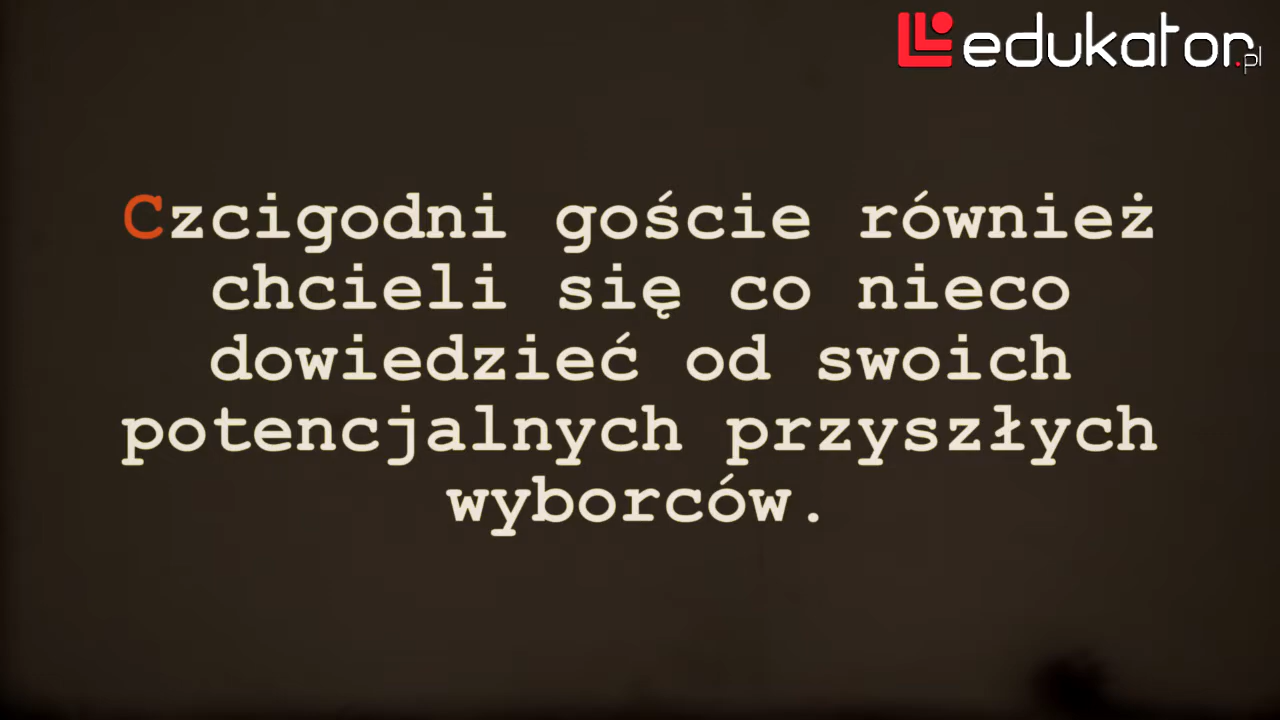 edukator.pl
Czcigodni goście również
chcieli się co nieco
dowiedzieć od swoich
potencjalnych przyszłych
wyborców.